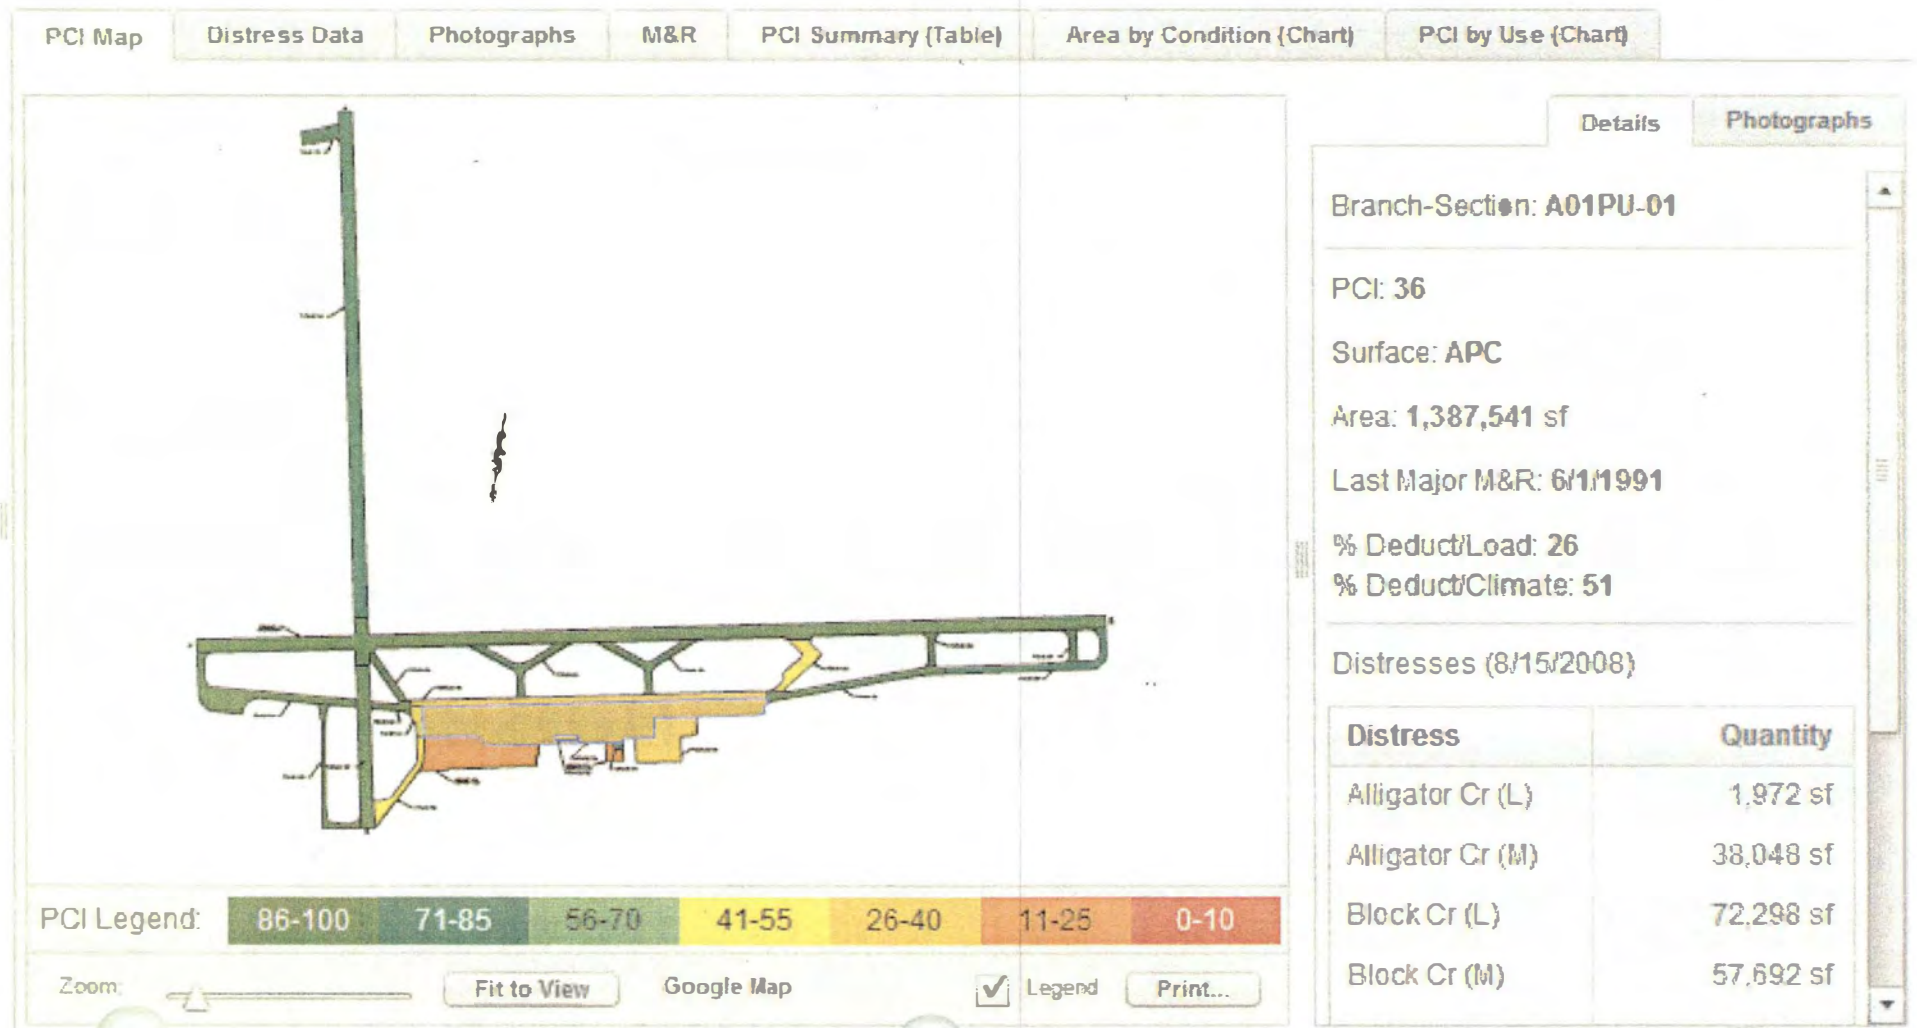 PCI Map Distress Data Photographs M&R PCI Summary (Table) Area by Condition (Chart) PCI by Use (Chart)
Details Photographs
Branch-Section: A01PU-01
PCI: 36
Surface: APC
Area: 1,387,541 sf
Last Major M&R: 6/1/1991
% Deduct/Load: 26
% Deduct/Climate: 51
Distresses (8/15/2008)
Distress Quantity
Alligator Cr (L) 1,972 sf
Alligator Cr (M) 38,048 sf
Block Cr (L) 72,298 sf
Block Cr (M) 57,692 sf
PCI Legend: 86-100 71-85 56-70 41-55 26-40 11-25 0-10
Zoom: Fit to View Google Map Legend Print...